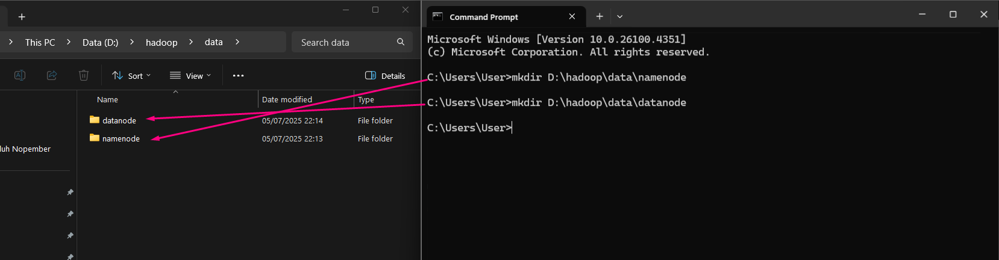 This PC > Data (D:) > hadoop > data >
Search data
Sort
View
Details
Name
Date modified
Type
datanode
05/07/2025 22:14
File folder
namenode
05/07/2025 22:13
File folder
luh Nopember
Command Prompt
Microsoft Windows [Version 10.0.26100.4351]
(c) Microsoft Corporation. All rights reserved.
C:\Users\User>mkdir D:\hadoop\data\namenode
C:\Users\User>mkdir D:\hadoop\data\datanode
C:\Users\User>